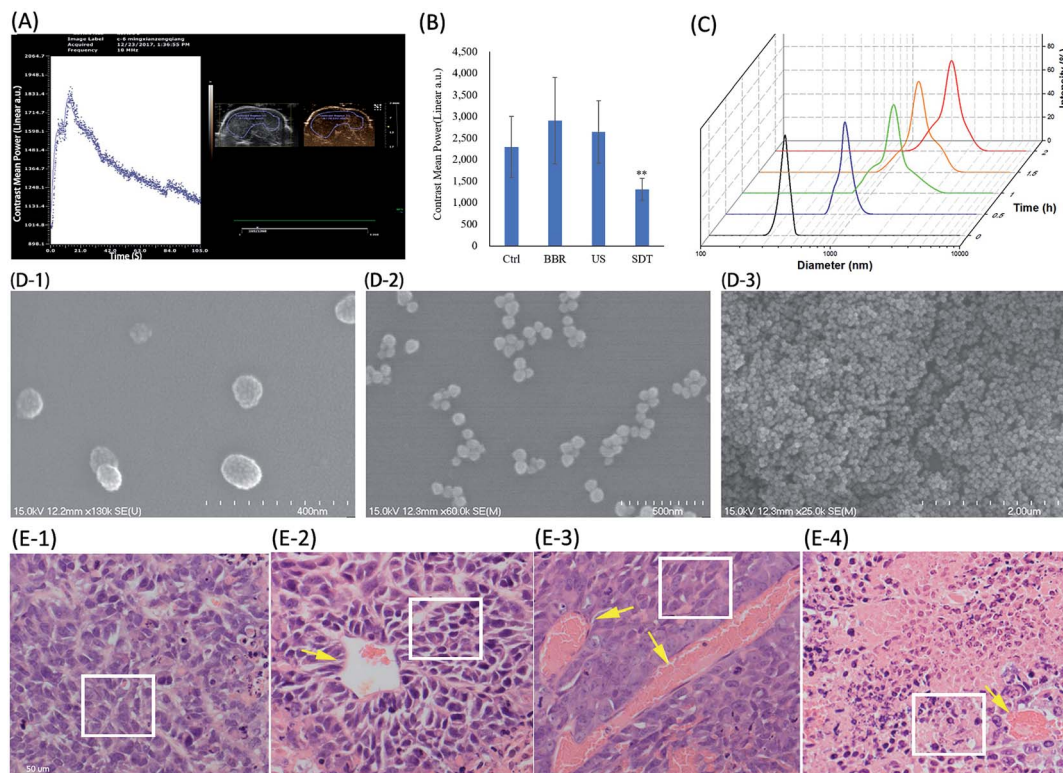 (A)
Image Label
c-6 mingxianzengqiang
Acquired
12/23/2017, 1:36:55 PM
Frequency
18 MHz
Contrast Mean Power (Linear a.u.)
2064.7
1948.1
1831.4
1714.7
1598.1
1481.4
1364.7
1248.1
1131.4
1014.8
898.1
0.0 21.0 42.0 63.0 84.0 105.0
Time (S)
(B)
Contrast Mean Power(Linear a.u.)
4,500
4,000
3,500
3,000
2,500
2,000
1,500
1,000
500
0
**
Ctrl BBR US SDT
(C)
Intensity (%)
80
60
40
20
0
2
1.5
1
0.5
0
Time (h)
100 1000 10000
Diameter (nm)
(D-1)
15.0kV 12.2mm x130k SE(U) 400nm
(D-2)
15.0kV 12.3mm x60.0k SE(M) 500nm
(D-3)
15.0kV 12.3mm x25.0k SE(M) 2.00um
(E-1)
50 um
(E-2)
(E-3)
(E-4)